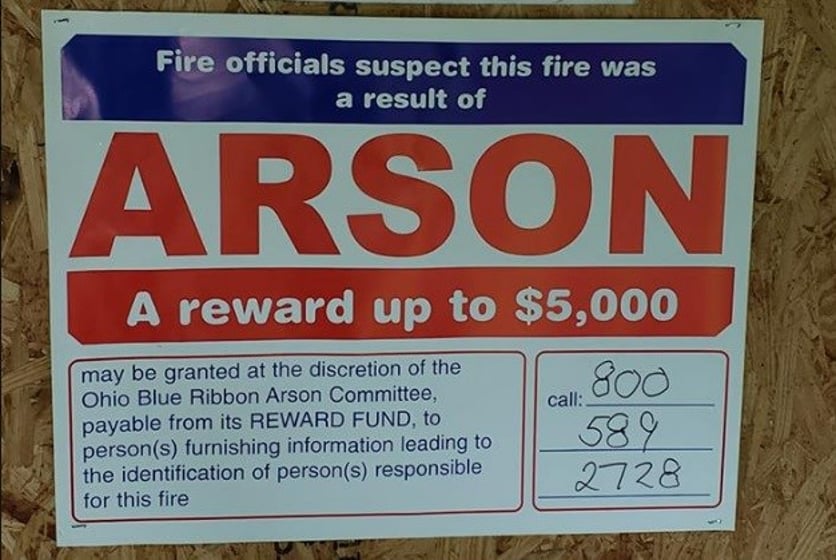 Fire officials suspect this fire was
a result of
ARSON
A reward up to $5,000
may be granted at the discretion of the
Ohio Blue Ribbon Arson Committee,
payable from its REWARD FUND, to
person(s) furnishing information leading to
the identification of person(s) responsible
for this fire
call: 800
589
2728